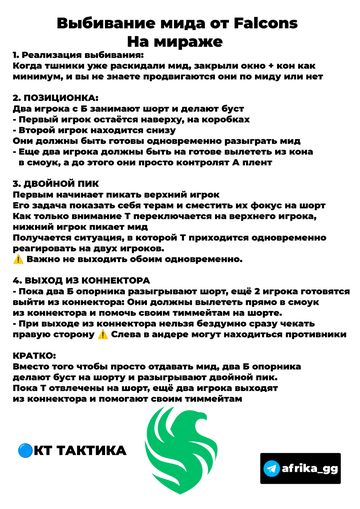 Выбивание мида от Falcons
На мираже
1. Реализация выбивания:
Когда тшники уже раскидали мид, закрыли окно + кон как
минимум, и вы не знаете продвигаются они по миду или нет
2. ПОЗИЦИОНКА:
Два игрока с Б занимают шорт и делают буст
- Первый игрок остаётся наверху, на коробках
- Второй игрок находится снизу
Они должны быть готовы одновременно разыграть мид
- Еще два игрока должны быть на готове вылететь из кона
в смоук, а до этого они просто контролят А плент
3. ДВОЙНОЙ ПИК
Первым начинает пикать верхний игрок
Его задача показать себя терам и сместить их фокус на шорт
Как только внимание Т переключается на верхнего игрока,
нижний игрок пикает мид
Получается ситуация, в которой Т приходится одновременно
реагировать на двух игроков.
⚠️ Важно не выходить обоим одновременно.
4. ВЫХОД ИЗ КОННЕКТОРА
- Пока два Б опорника разыгрывают шорт, ещё 2 игрока готовятся
выйти из коннектора: Они должны вылететь прямо в смоук
из коннектора и помочь своим тиммейтам на шорте.
- При выходе из коннектора нельзя бездумно сразу чекать
правую сторону ⚠️ Слева в андере могут находиться противники
КРАТКО:
Вместо того чтобы просто отдавать мид, два Б опорника
делают буст на шорту и разыгрывают двойной пик.
Пока Т отвлечены на шорт, ещё два игрока выходят
из коннектора и помогают своим тиммейтам
🔵КТ ТАКТИКА
afrika_gg